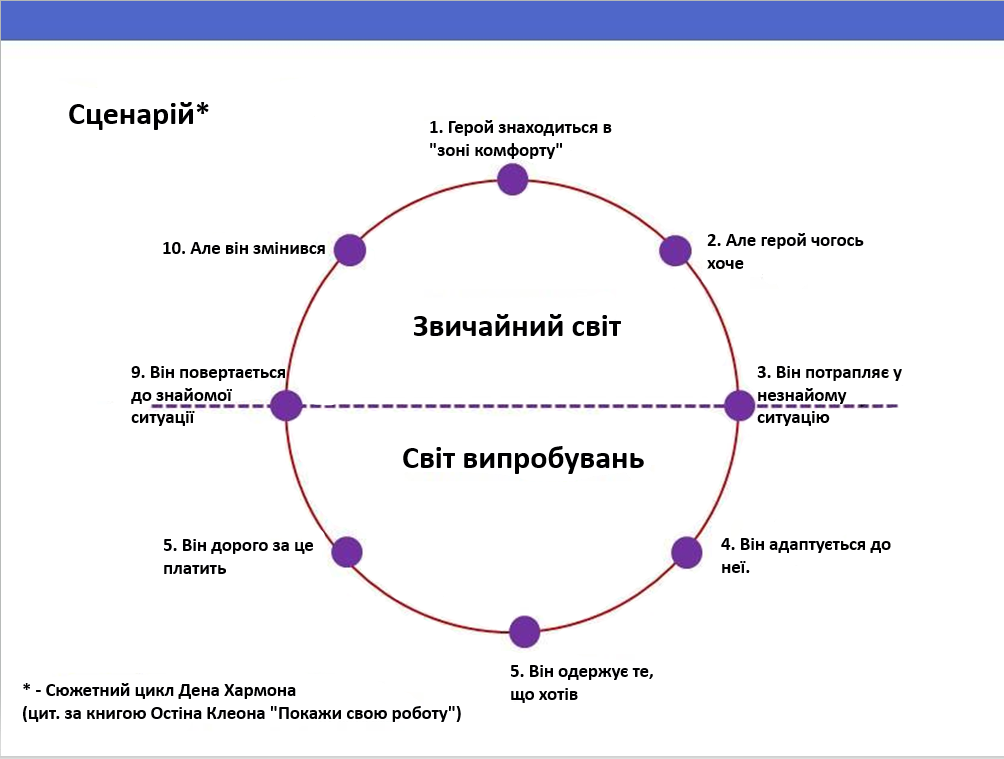 Сценарій*
1. Герой знаходиться в
"зоні комфорту"
10. Але він змінився
2. Але герой чогось
хоче
Звичайний світ
9. Він повертається
до знайомої
ситуації
3. Він потрапляє у
незнайому
ситуацію
Світ випробувань
5. Він дорого за це
платить
4. Він адаптується до
неї.
5. Він одержує те,
що хотів
* - Сюжетний цикл Дена Хармона
(цит. за книгою Остіна Клеона "Покажи свою роботу")